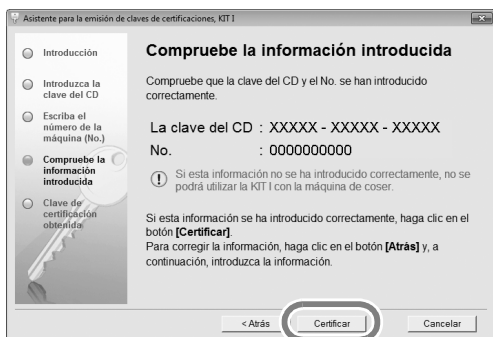 Asistente para la emisión de claves de certificaciones, KIT I
Introducción
Introduzca la
clave del CD
Escriba el
número de la
máquina (No.)
Compruebe la
información
introducida
Clave de
certificación
obtenida
Compruebe la información introducida
Compruebe que la clave del CD y el No. se han introducido
correctamente.
La clave del CD : XXXXX - XXXXX - XXXXX
No. : 0000000000
Si esta información no se ha introducido correctamente, no se
podrá utilizar la KIT I con la máquina de coser.
Si esta información se ha introducido correctamente, haga clic en el
botón [Certificar].
Para corregir la información, haga clic en el botón [Atrás] y, a
continuación, introduzca la información.
< Atrás Certificar Cancelar